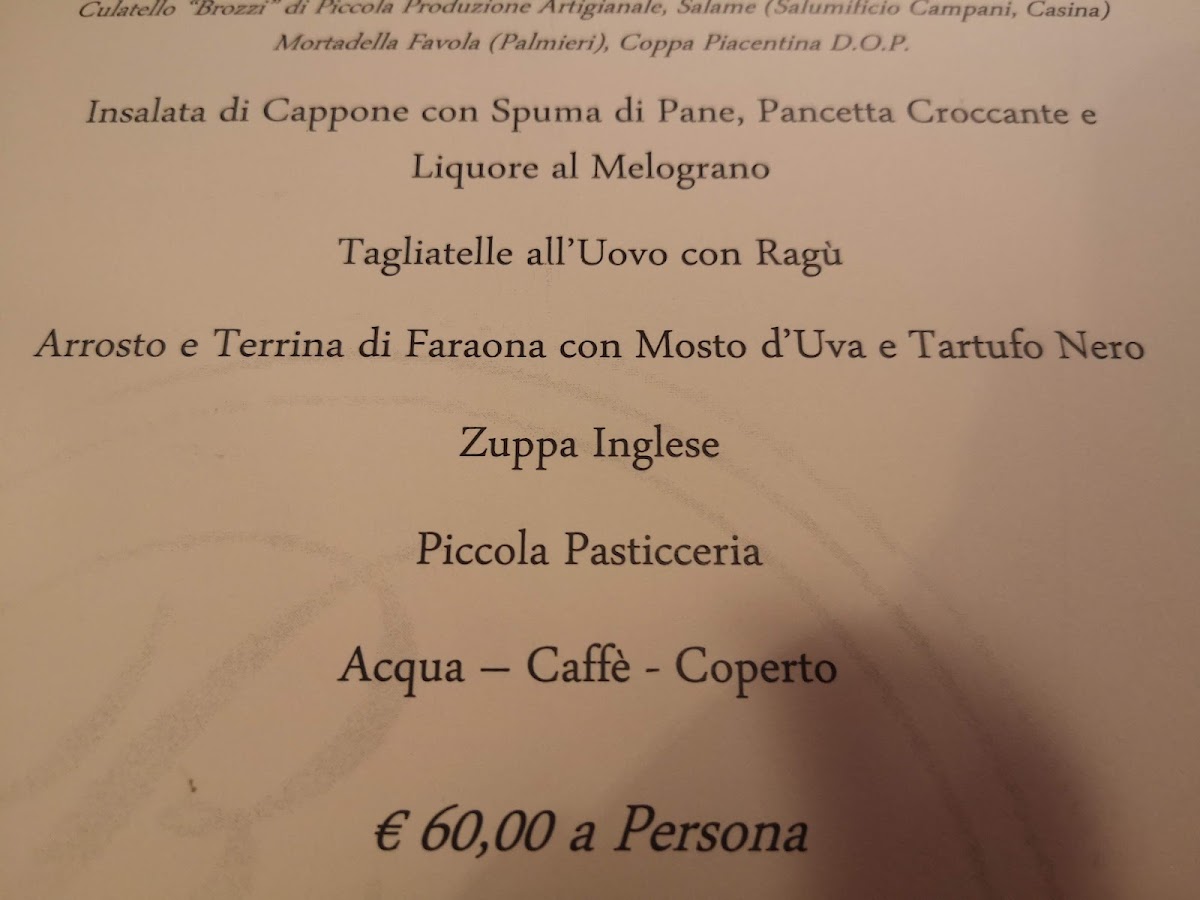 Culatello "Brozzi" di Piccola Produzione Artigianale, Salame (Salumificio Campani, Casina)
Mortadella Favola (Palmieri), Coppa Piacentina D.O.P.
Insalata di Cappone con Spuma di Pane, Pancetta Croccante e
Liquore al Melograno
Tagliatelle all'Uovo con Ragù
Arrosto e Terrina di Faraona con Mosto d'Uva e Tartufo Nero
Zuppa Inglese
Piccola Pasticceria
Acqua – Caffè - Coperto
€ 60,00 a Persona